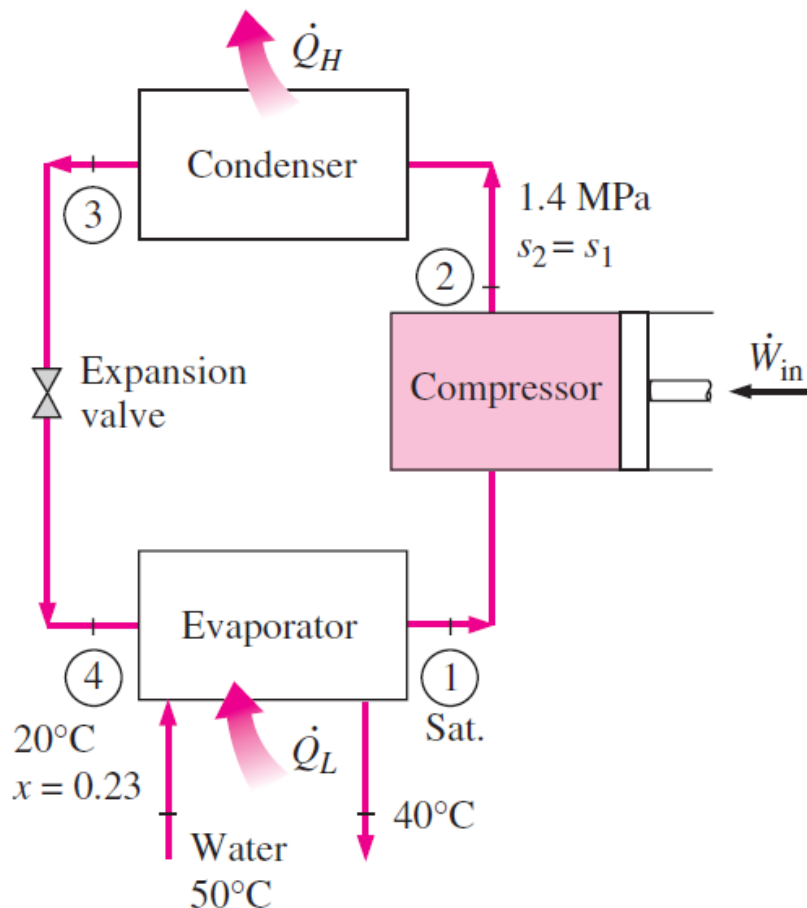 Q̇H
Condenser
3
1.4 MPa
s2 = s1
2
Expansion
valve
Compressor
Ẇin
Evaporator
4
1
Sat.
20°C
x = 0.23
Q̇L
40°C
Water
50°C